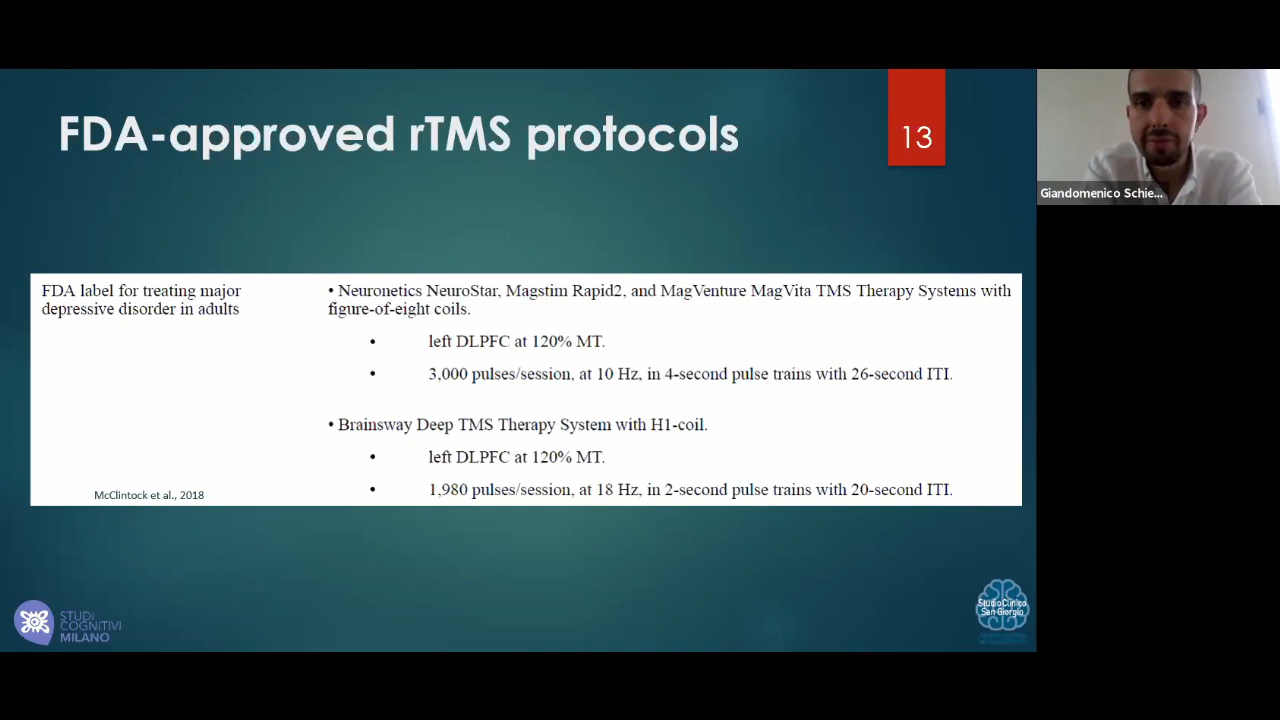 FDA-approved rTMS protocols
13
Giandomenico Schie...
FDA label for treating major
depressive disorder in adults
• Neuronetics NeuroStar, Magstim Rapid2, and MagVenture MagVita TMS Therapy Systems with
figure-of-eight coils.
• left DLPFC at 120% MT.
• 3,000 pulses/session, at 10 Hz, in 4-second pulse trains with 26-second ITI.
• Brainsway Deep TMS Therapy System with H1-coil.
• left DLPFC at 120% MT.
• 1,980 pulses/session, at 18 Hz, in 2-second pulse trains with 20-second ITI.
McClintock et al., 2018
STUDI
COGNITIVI
MILANO
StudioClinico
San Giorgio